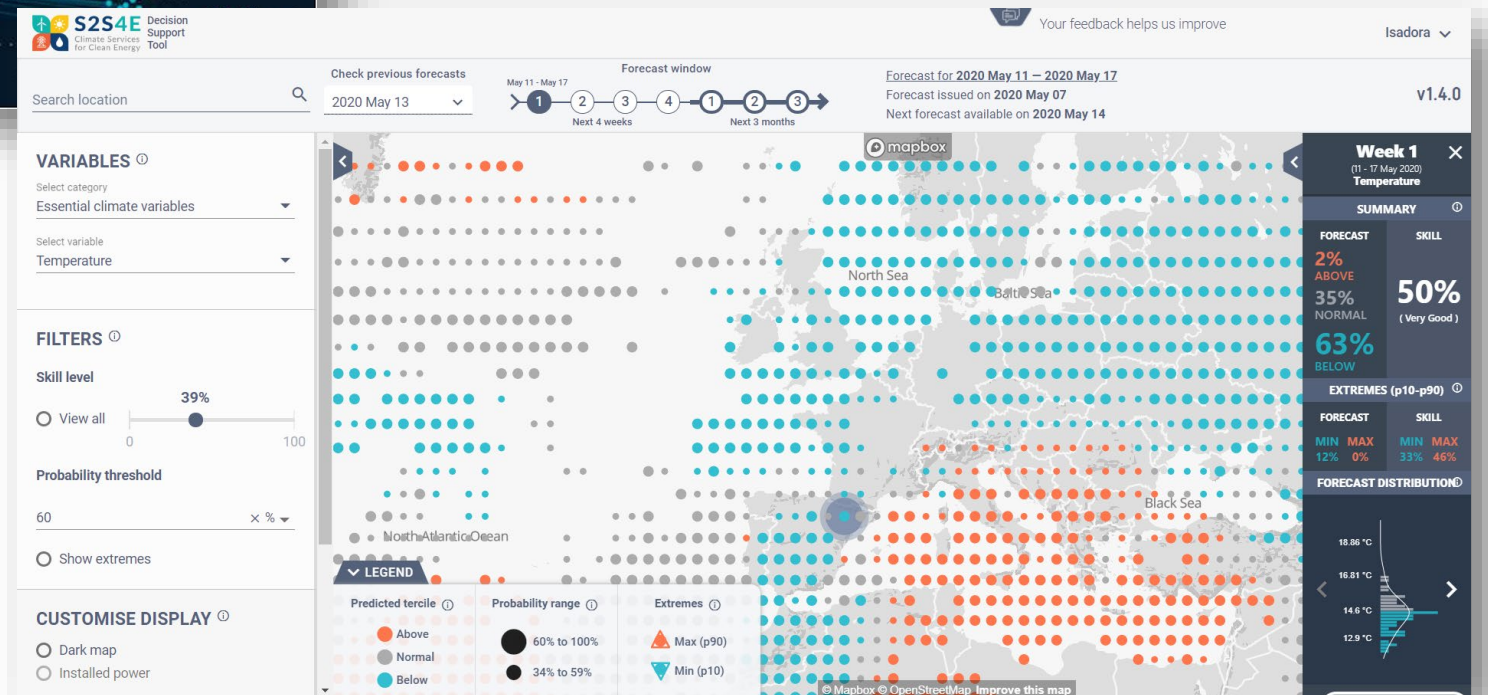 S2S4E
Climate Services
for Clean Energy
Decision
Support
Tool
Your feedback helps us improve
Isadora
Search location
Check previous forecasts
2020 May 13
Forecast window
May 11 - May 17
1 2 3 4 1 2 3
Next 4 weeks
Next 3 months
Forecast for 2020 May 11 — 2020 May 17
Forecast issued on 2020 May 07
Next forecast available on 2020 May 14
v1.4.0
VARIABLES
Select category
Essential climate variables
Select variable
Temperature
FILTERS
Skill level
39%
View all
0
100
Probability threshold
60
× %
Show extremes
CUSTOMISE DISPLAY
Dark map
Installed power
mapbox
North Sea
Baltic Sea
Black Sea
North Atlantic Ocean
LEGEND
Predicted tercile
Above
Normal
Below
Probability range
60% to 100%
34% to 59%
Extremes
Max (p90)
Min (p10)
© Mapbox © OpenStreetMap Improve this map
Week 1
(11 - 17 May 2020)
Temperature
SUMMARY
FORECAST
2%
ABOVE
35%
NORMAL
63%
BELOW
SKILL
50%
( Very Good )
EXTREMES (p10-p90)
FORECAST
MIN MAX
12% 0%
SKILL
MIN MAX
33% 46%
FORECAST DISTRIBUTION
18.86 °C
16.81 °C
14.6 °C
12.9 °C